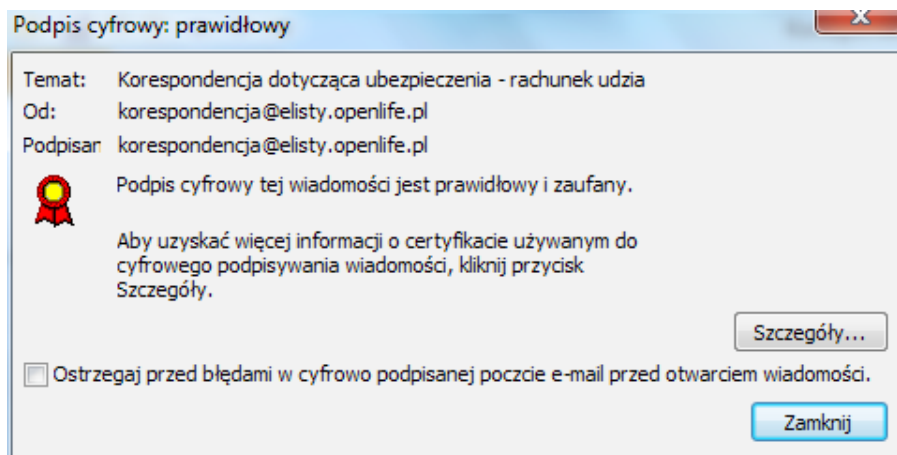 Podpis cyfrowy: prawidłowy
Temat: Korespondencja dotycząca ubezpieczenia - rachunek udzia
Od: korespondencja@elisty.openlife.pl
Podpisan korespondencja@elisty.openlife.pl
Podpis cyfrowy tej wiadomości jest prawidłowy i zaufany.
Aby uzyskać więcej informacji o certyfikacie używanym do
cyfrowego podpisywania wiadomości, kliknij przycisk
Szczegóły.
Szczegóły...
Ostrzegaj przed błędami w cyfrowo podpisanej poczcie e-mail przed otwarciem wiadomości.
Zamknij